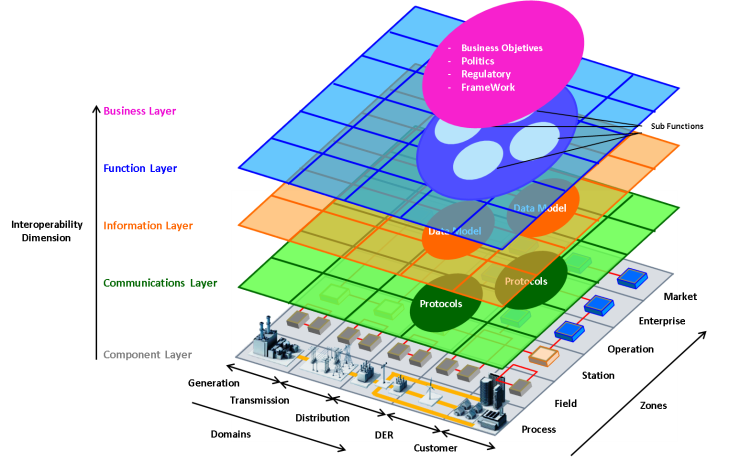 - Business Objetives
- Politics
- Regulatory
- FrameWork
Business Layer
Sub Functions
Function Layer
Data Model
Interoperability
Dimension
Information Layer
Data Model
Communications Layer
Protocols
Protocols
Market
Enterprise
Component Layer
Operation
Station
Generation
Transmission
Field
Zones
Distribution
Process
Domains
DER
Customer